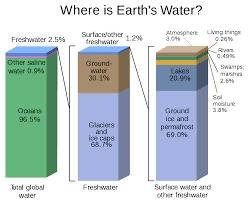 Where is Earth's Water?
Freshwater 2.5%
Other saline
water 0.9%
Oceans
96.5%
Total global
water
Surface/other
freshwater 1.2%
Ground-
water
30.1%
Glaciers
and ice
caps
68.7%
Freshwater
Atmosphere
3.0%
Living things
0.26%
Rivers
0.49%
Swamps,
marshes
2.6%
Soil
moisture
3.8%
Lakes
20.9%
Ground
ice and
permafrost
69.0%
Surface water and
other freshwater